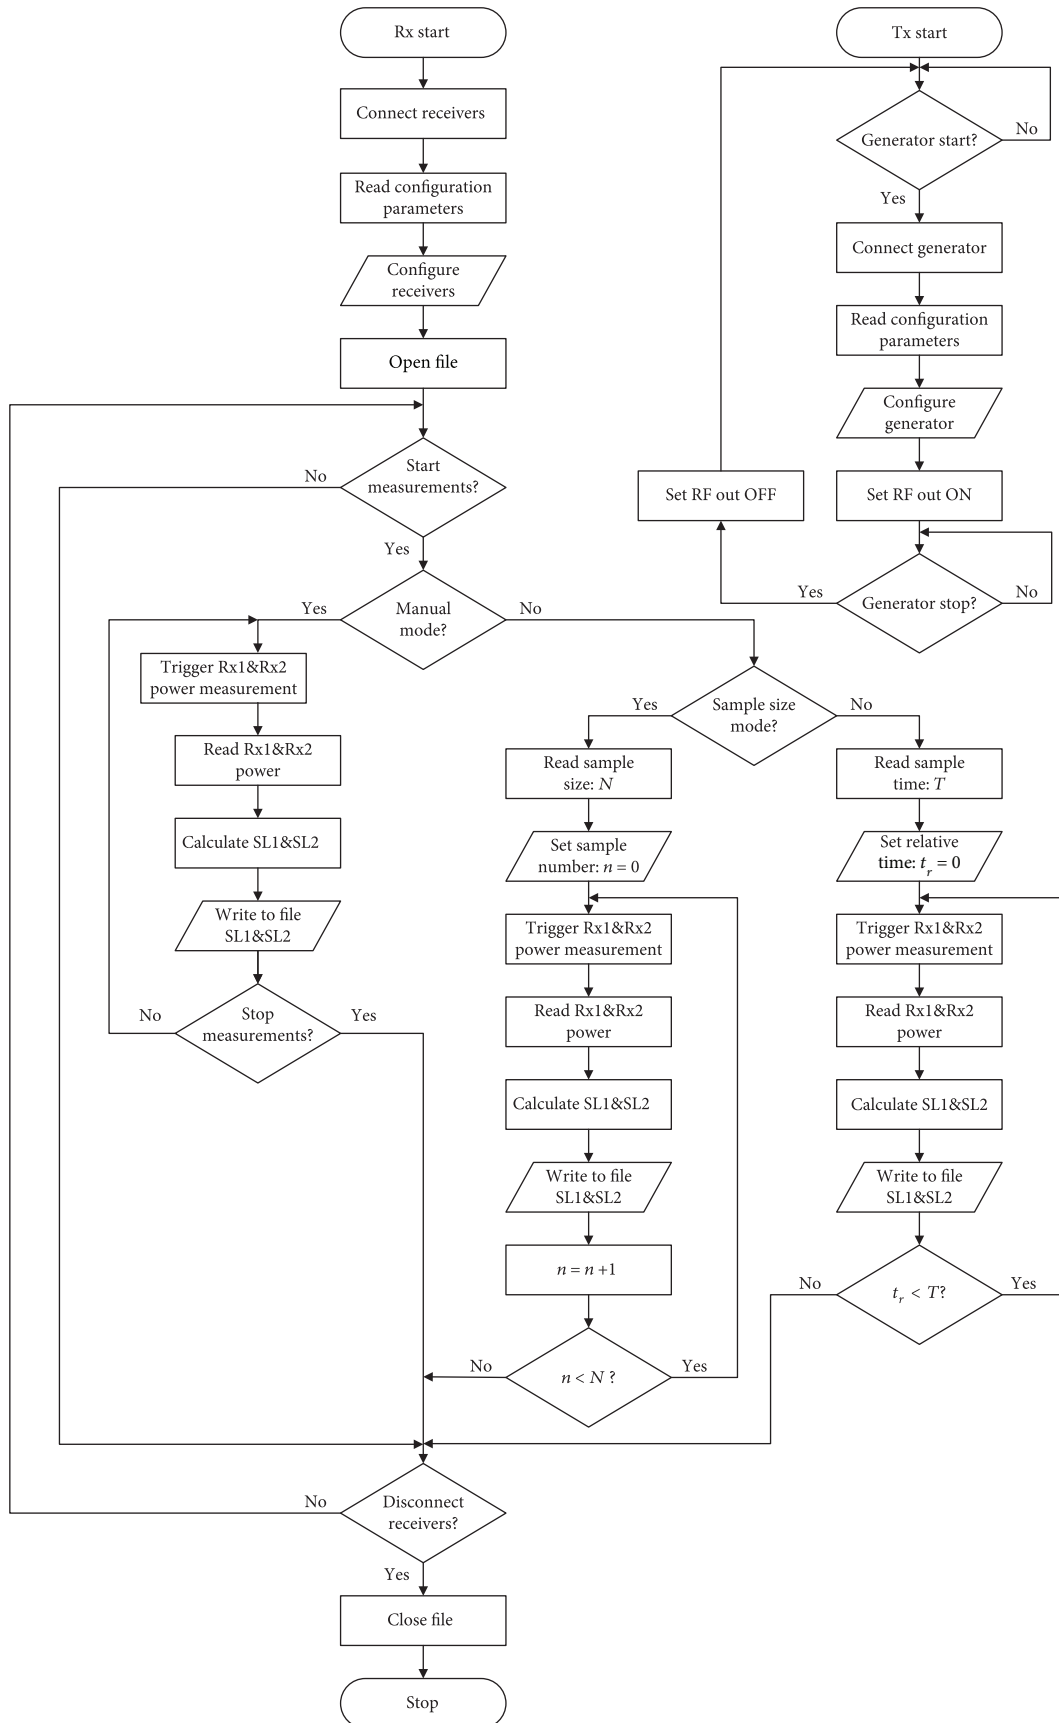 Rx start
Connect receivers
Read configuration
parameters
Configure
receivers
Open file
Start
measurements?
No
Yes
Manual
mode?
Yes
No
Trigger Rx1&Rx2
power measurement
Read Rx1&Rx2
power
Calculate SL1&SL2
Write to file
SL1&SL2
Stop
measurements?
No
Yes
Sample size
mode?
Yes
No
Read sample
size: N
Set sample
number: n = 0
Trigger Rx1&Rx2
power measurement
Read Rx1&Rx2
power
Calculate SL1&SL2
Write to file
SL1&SL2
n = n +1
n < N ?
No
Yes
Read sample
time: T
Set relative
time: t_r = 0
Trigger Rx1&Rx2
power measurement
Read Rx1&Rx2
power
Calculate SL1&SL2
Write to file
SL1&SL2
t_r < T?
No
Yes
Disconnect
receivers?
No
Yes
Close file
Stop
Tx start
Generator start?
No
Yes
Connect generator
Read configuration
parameters
Configure
generator
Set RF out ON
Generator stop?
Yes
No
Set RF out OFF